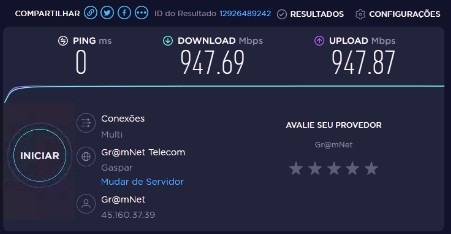 COMPARTILHAR ID do Resultado 12926489242 RESULTADOS CONFIGURAÇÕES
PING ms DOWNLOAD Mbps UPLOAD Mbps
0 947.69 947.87
INICIAR
Conexões
Multi
Gr@mNet Telecom
Gaspar
Mudar de Servidor
Gr@mNet
45.160.37.39
AVALIE SEU PROVEDOR
Gr@mNet